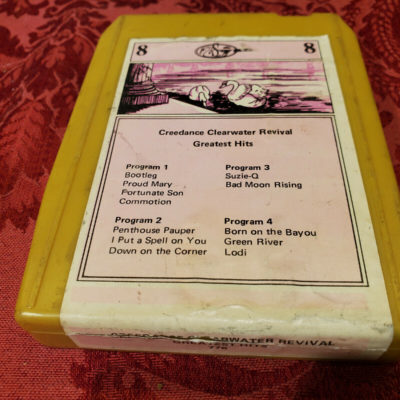 8 8
Creedance Clearwater Revival
Greatest Hits
Program 1
Bootleg
Proud Mary
Fortunate Son
Commotion
Program 2
Penthouse Pauper
I Put a Spell on You
Down on the Corner
Program 3
Suzie-Q
Bad Moon Rising
Program 4
Born on the Bayou
Green River
Lodi
CLEARWATER REVIVAL
GREATEST HITS